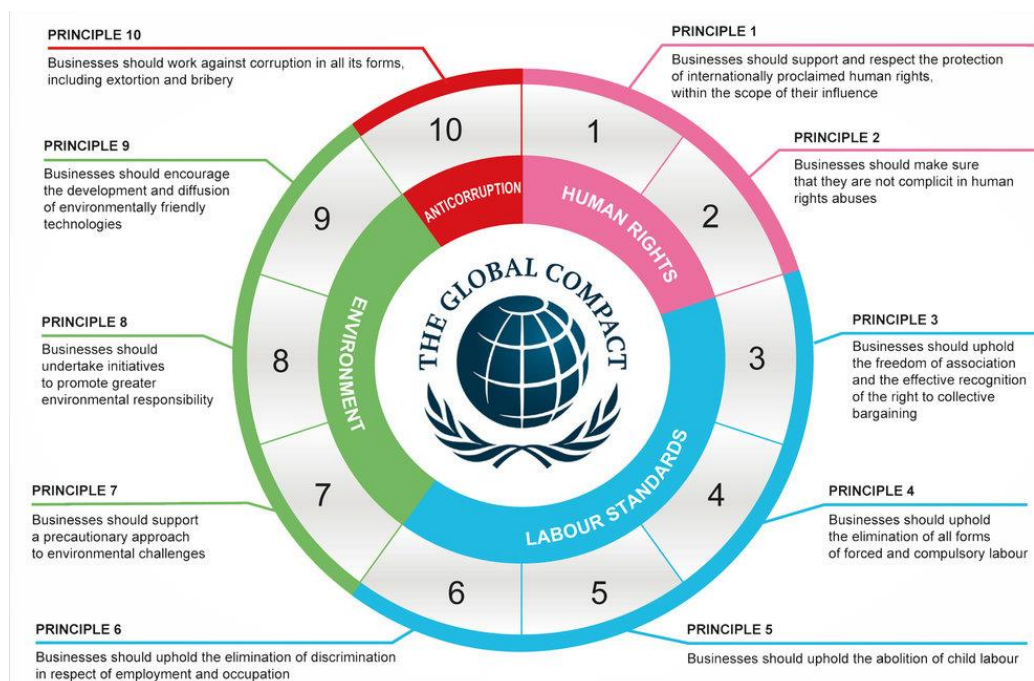 PRINCIPLE 1
Businesses should support and respect the protection
of internationally proclaimed human rights,
within the scope of their influence
PRINCIPLE 2
Businesses should make sure
that they are not complicit in human
rights abuses
PRINCIPLE 3
Businesses should uphold
the freedom of association
and the effective recognition
of the right to collective
bargaining
PRINCIPLE 4
Businesses should uphold
the elimination of all forms
of forced and compulsory labour
PRINCIPLE 5
Businesses should uphold the abolition of child labour
PRINCIPLE 6
Businesses should uphold the elimination of discrimination
in respect of employment and occupation
PRINCIPLE 7
Businesses should support
a precautionary approach
to environmental challenges
PRINCIPLE 8
Businesses should
undertake initiatives
to promote greater
environmental responsibility
PRINCIPLE 9
Businesses should encourage
the development and diffusion
of environmentally friendly
technologies
PRINCIPLE 10
Businesses should work against corruption in all its forms,
including extortion and bribery
1
2
3
4
5
6
7
8
9
10
HUMAN RIGHTS
LABOUR STANDARDS
ENVIRONMENT
ANTICORRUPTION
THE GLOBAL COMPACT